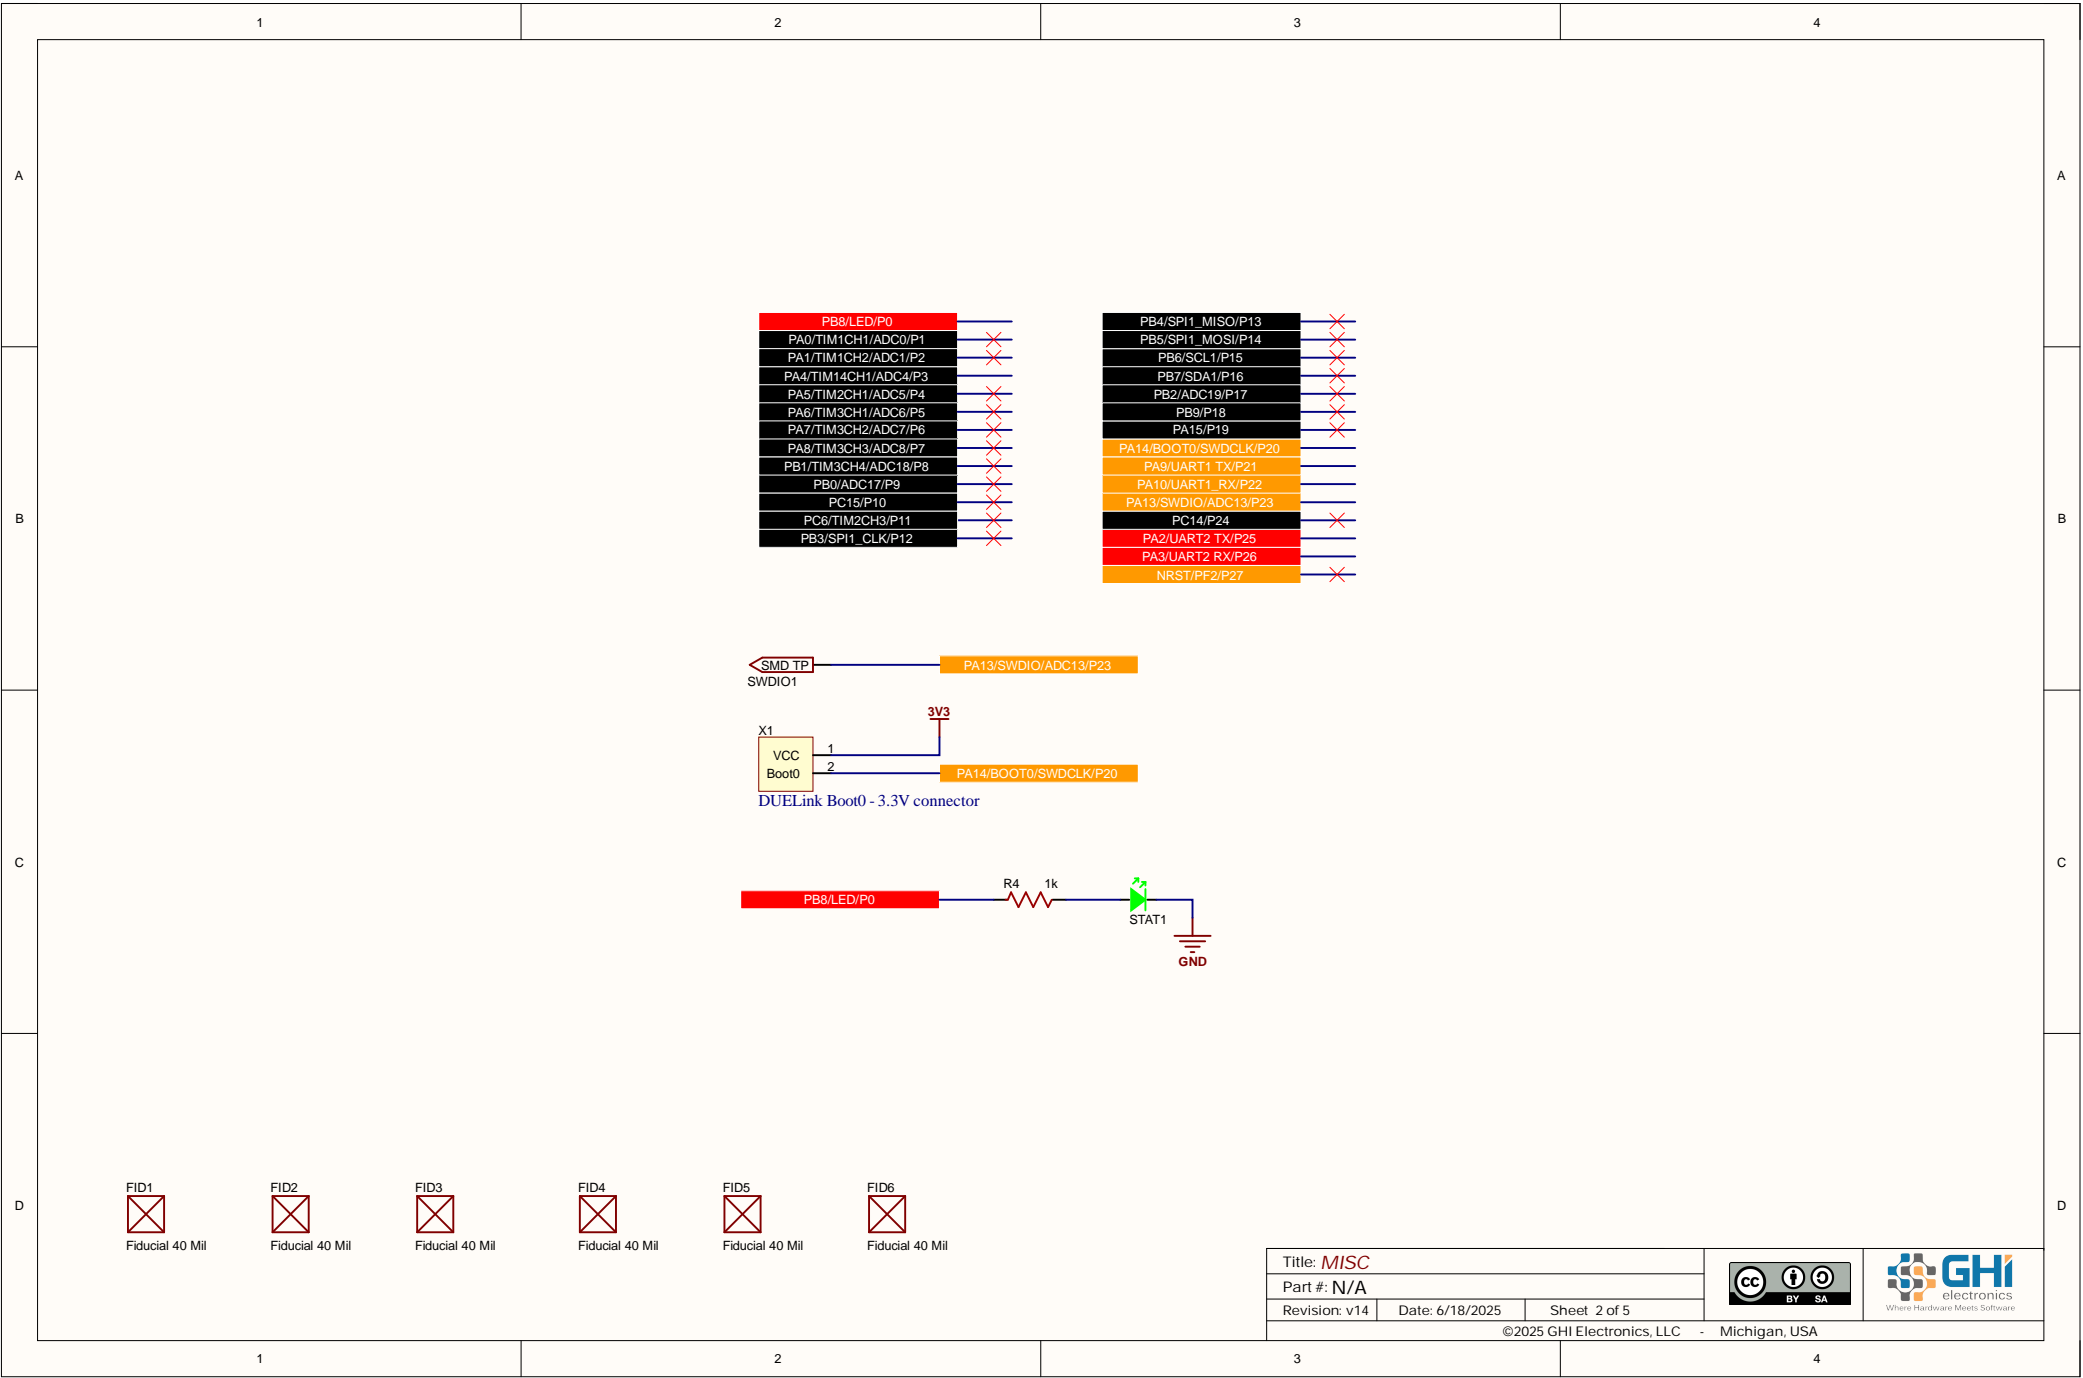 1 2 3 4
A A
PB8/LED/P0
PA0/TIM1CH1/ADC0/P1
PA1/TIM1CH2/ADC1/P2
PA4/TIM14CH1/ADC4/P3
PA5/TIM2CH1/ADC5/P4
PA6/TIM3CH1/ADC6/P5
PA7/TIM3CH2/ADC7/P6
PA8/TIM3CH3/ADC8/P7
PB1/TIM3CH4/ADC18/P8
PB0/ADC17/P9
PC15/P10
PC6/TIM2CH3/P11
PB3/SPI1_CLK/P12
PB4/SPI1_MISO/P13
PB5/SPI1_MOSI/P14
PB6/SCL1/P15
PB7/SDA1/P16
PB2/ADC19/P17
PB9/P18
PA15/P19
PA14/BOOT0/SWDCLK/P20
PA9/UART1 TX/P21
PA10/UART1_RX/P22
PA13/SWDIO/ADC13/P23
PC14/P24
PA2/UART2 TX/P25
PA3/UART2 RX/P26
NRST/PF2/P27
B B
SMD TP PA13/SWDIO/ADC13/P23
SWDIO1
3V3
X1
VCC 1
Boot0 2 PA14/BOOT0/SWDCLK/P20
DUELink Boot0 - 3.3V connector
C C
R4 1k
PB8/LED/P0
STAT1
GND
FID1 FID2 FID3 FID4 FID5 FID6
D D
Fiducial 40 Mil Fiducial 40 Mil Fiducial 40 Mil Fiducial 40 Mil Fiducial 40 Mil Fiducial 40 Mil
Title: MISC
Part #: N/A
Revision: v14 Date: 6/18/2025 Sheet 2 of 5
cc BY SA
GHi
electronics
Where Hardware Meets Software
©2025 GHI Electronics, LLC - Michigan, USA
1 2 3 4